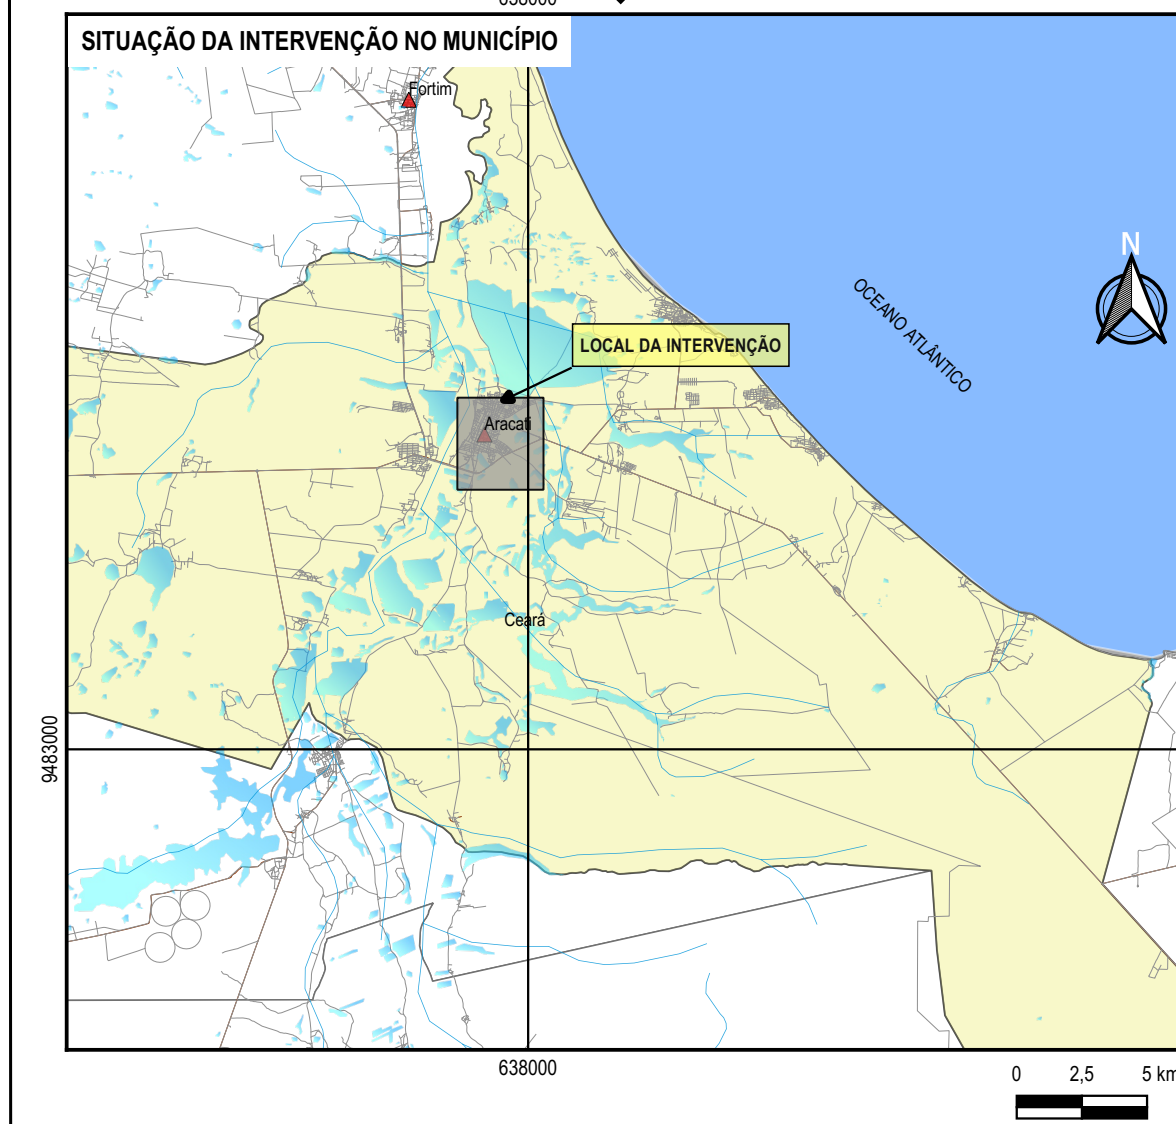 638000
SITUAÇÃO DA INTERVENÇÃO NO MUNICÍPIO
Fortim
N
OCEANO ATLÂNTICO
LOCAL DA INTERVENÇÃO
Aracati
Ceará
9483000
638000
0 2,5 5 km